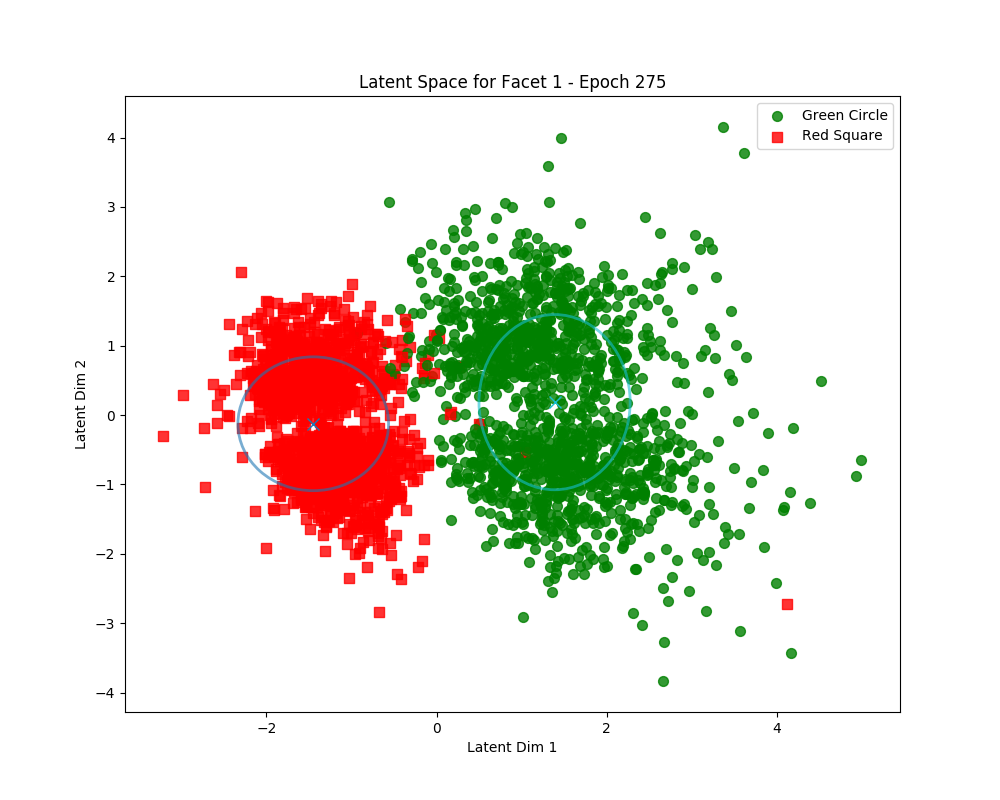 Latent Space for Facet 1 - Epoch 275
Green Circle
Red Square
4
3
2
1
0
−1
−2
−3
−4
Latent Dim 2
−2
0
2
4
Latent Dim 1